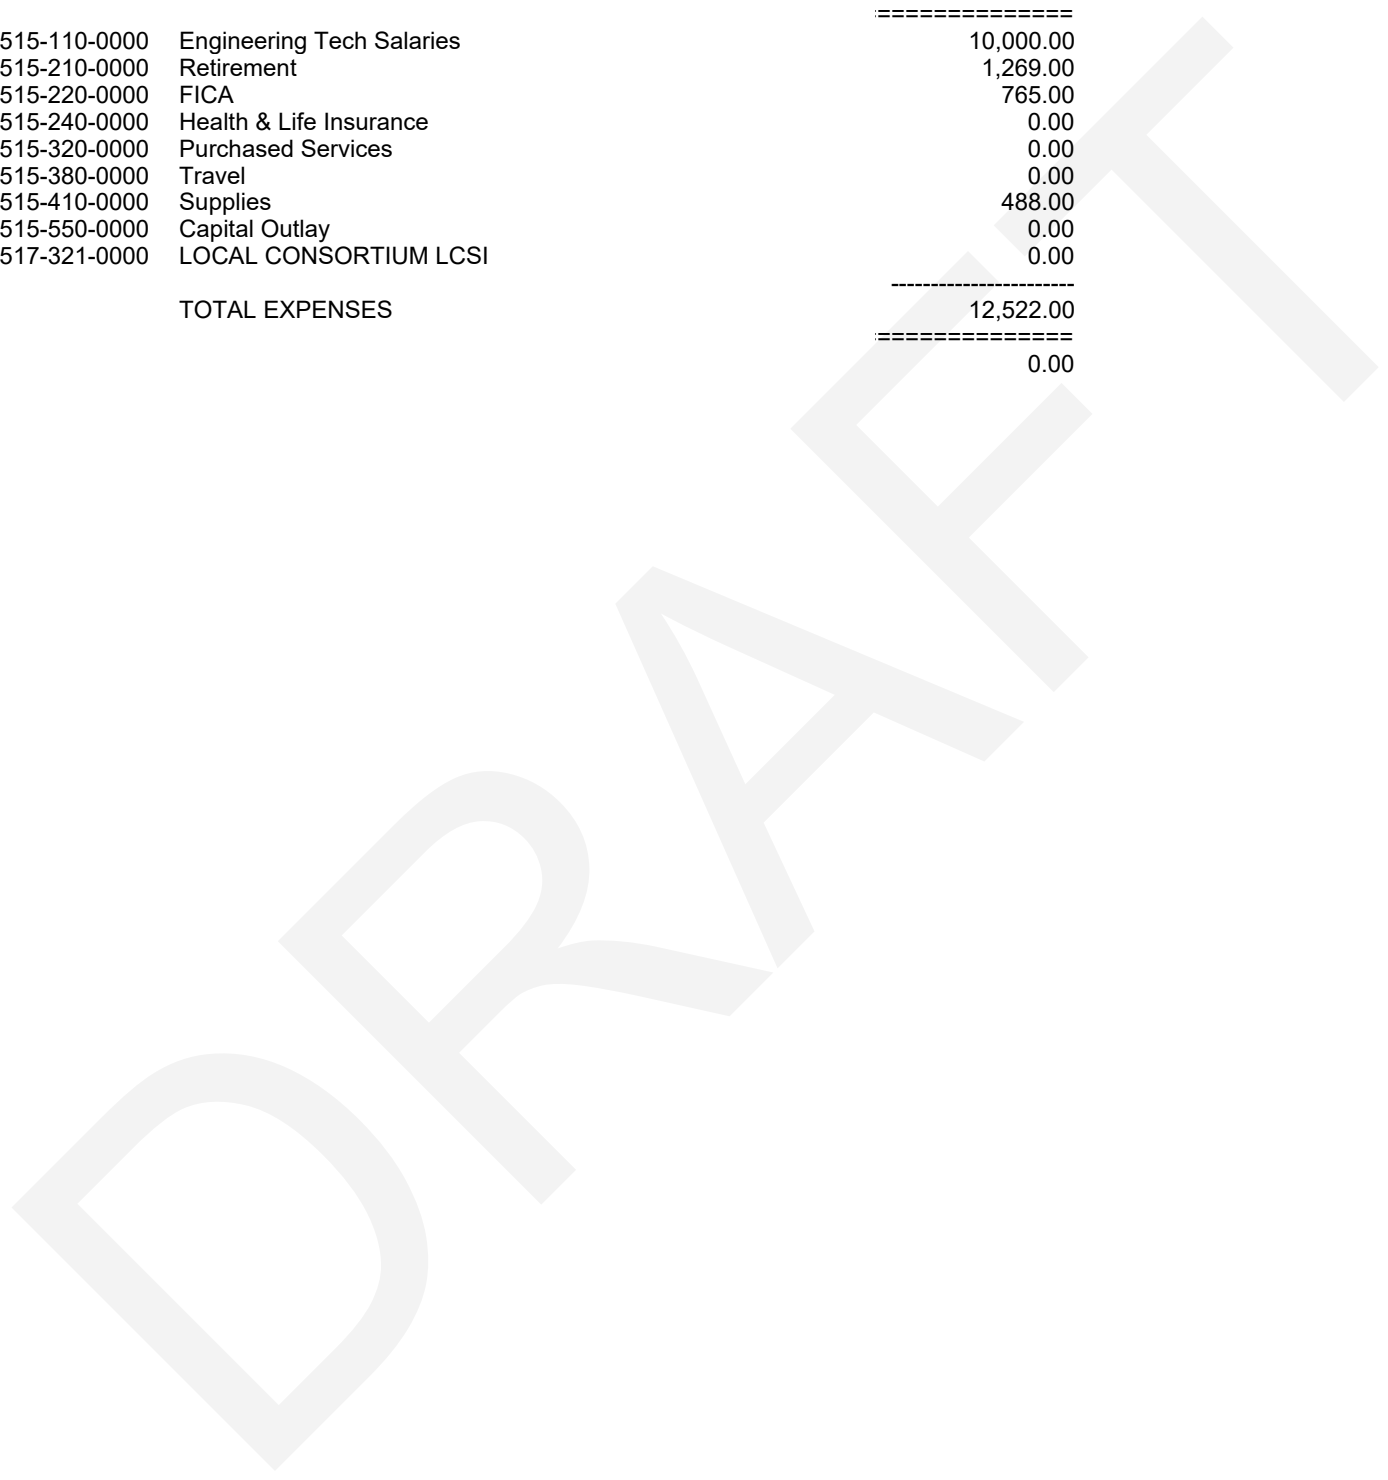 ==============
515-110-0000 Engineering Tech Salaries 10,000.00
515-210-0000 Retirement 1,269.00
515-220-0000 FICA 765.00
515-240-0000 Health & Life Insurance 0.00
515-320-0000 Purchased Services 0.00
515-380-0000 Travel 0.00
515-410-0000 Supplies 488.00
515-550-0000 Capital Outlay 0.00
517-321-0000 LOCAL CONSORTIUM LCSI 0.00
-----------------------
TOTAL EXPENSES 12,522.00
==============
0.00
DRAFT